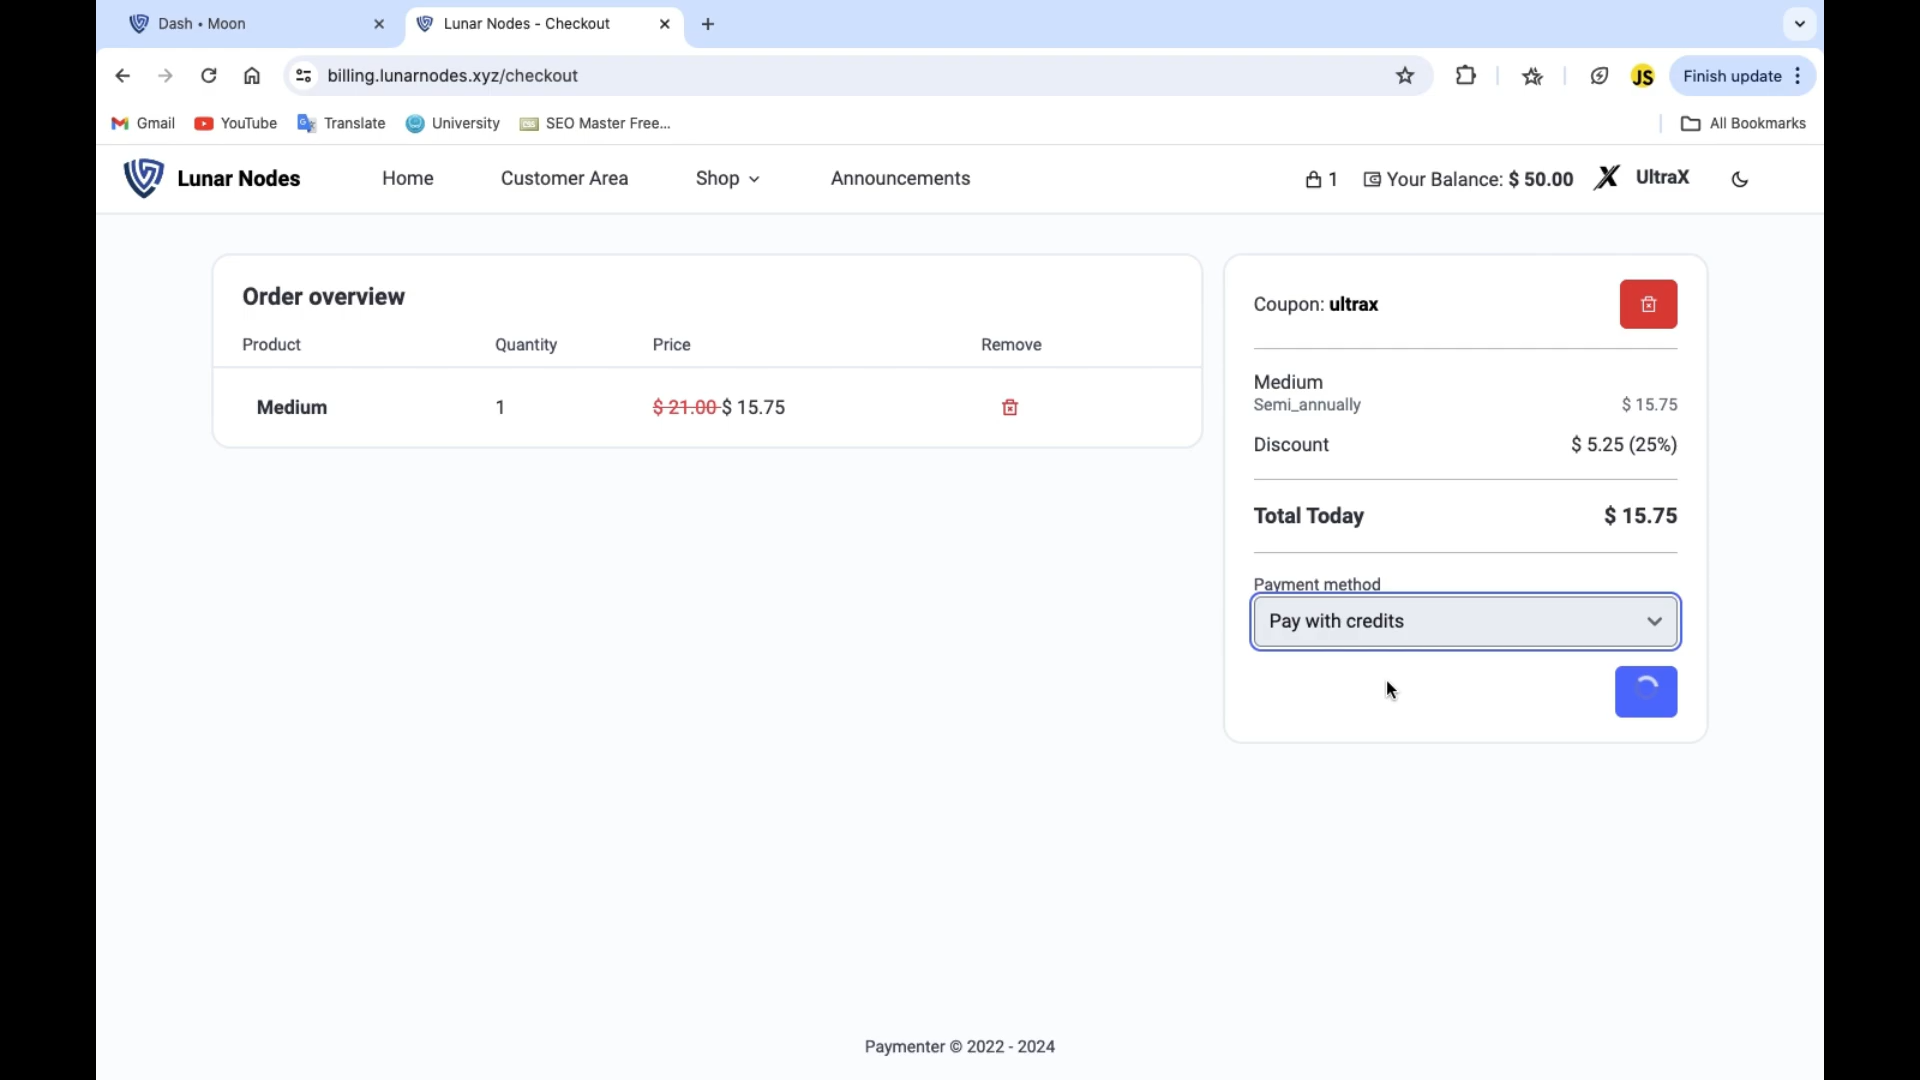 Dash • Moon
Lunar Nodes - Checkout
billing.lunarnodes.xyz/checkout
JS
Finish update
Gmail
YouTube
Translate
University
SEO Master Free...
All Bookmarks
Lunar Nodes
Home
Customer Area
Shop
Announcements
1
Your Balance: $ 50.00
UltraX
Order overview
Product Quantity Price Remove
Medium 1 $ 21.00 $ 15.75
Coupon: ultrax
Medium
Semi_annually $ 15.75
Discount $ 5.25 (25%)
Total Today $ 15.75
Payment method
Pay with credits
Paymenter © 2022 - 2024